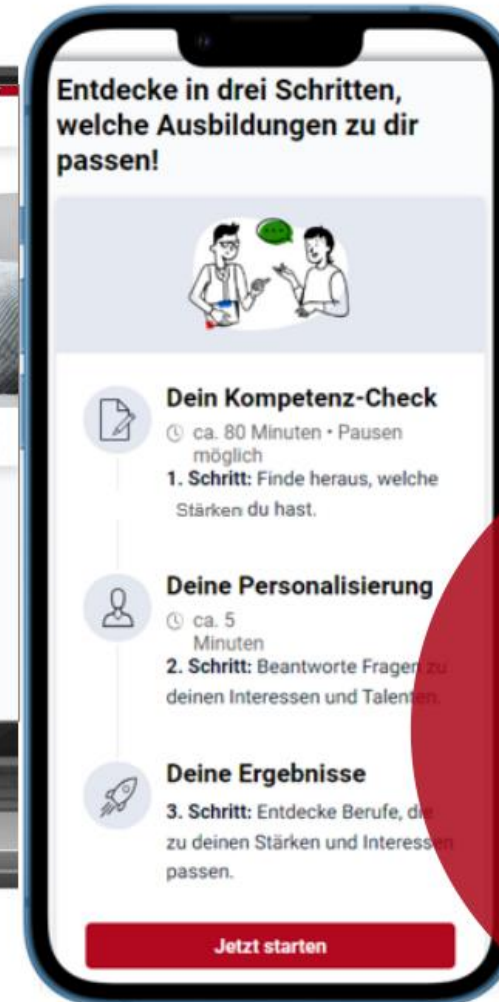 Entdecke in drei Schritten,
welche Ausbildungen zu dir
passen!
Dein Kompetenz-Check
ca. 80 Minuten • Pausen
möglich
1. Schritt: Finde heraus, welche
Stärken du hast.
Deine Personalisierung
ca. 5
Minuten
2. Schritt: Beantworte Fragen zu
deinen Interessen und Talenten.
Deine Ergebnisse
3. Schritt: Entdecke Berufe, die
zu deinen Stärken und Interessen
passen.
Jetzt starten